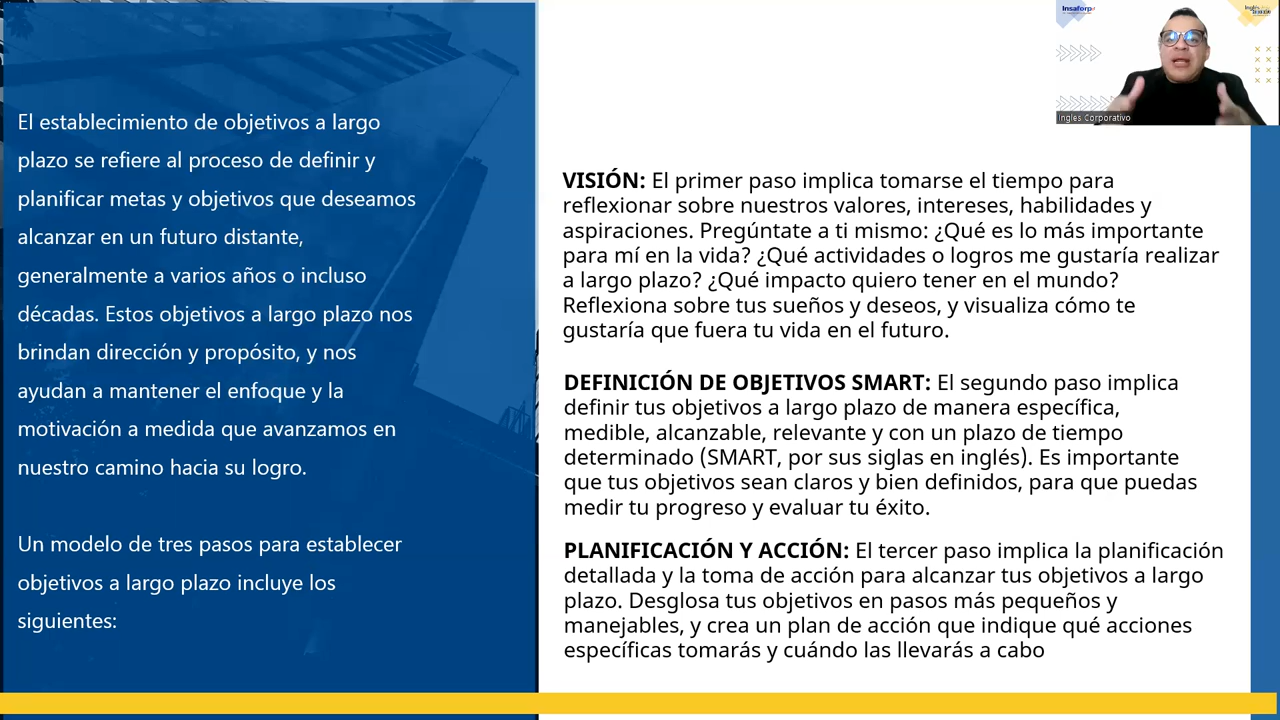 El establecimiento de objetivos a largo
plazo se refiere al proceso de definir y
planificar metas y objetivos que deseamos
alcanzar en un futuro distante,
generalmente a varios años o incluso
décadas. Estos objetivos a largo plazo nos
brindan dirección y propósito, y nos
ayudan a mantener el enfoque y la
motivación a medida que avanzamos en
nuestro camino hacia su logro.
Un modelo de tres pasos para establecer
objetivos a largo plazo incluye los
siguientes:
Insaforp
Ingles Corporativo
VISIÓN: El primer paso implica tomarse el tiempo para
reflexionar sobre nuestros valores, intereses, habilidades y
aspiraciones. Pregúntate a ti mismo: ¿Qué es lo más importante
para mí en la vida? ¿Qué actividades o logros me gustaría realizar
a largo plazo? ¿Qué impacto quiero tener en el mundo?
Reflexiona sobre tus sueños y deseos, y visualiza cómo te
gustaría que fuera tu vida en el futuro.
DEFINICIÓN DE OBJETIVOS SMART: El segundo paso implica
definir tus objetivos a largo plazo de manera específica,
medible, alcanzable, relevante y con un plazo de tiempo
determinado (SMART, por sus siglas en inglés). Es importante
que tus objetivos sean claros y bien definidos, para que puedas
medir tu progreso y evaluar tu éxito.
PLANIFICACIÓN Y ACCIÓN: El tercer paso implica la planificación
detallada y la toma de acción para alcanzar tus objetivos a largo
plazo. Desglosa tus objetivos en pasos más pequeños y
manejables, y crea un plan de acción que indique qué acciones
específicas tomarás y cuándo las llevarás a cabo